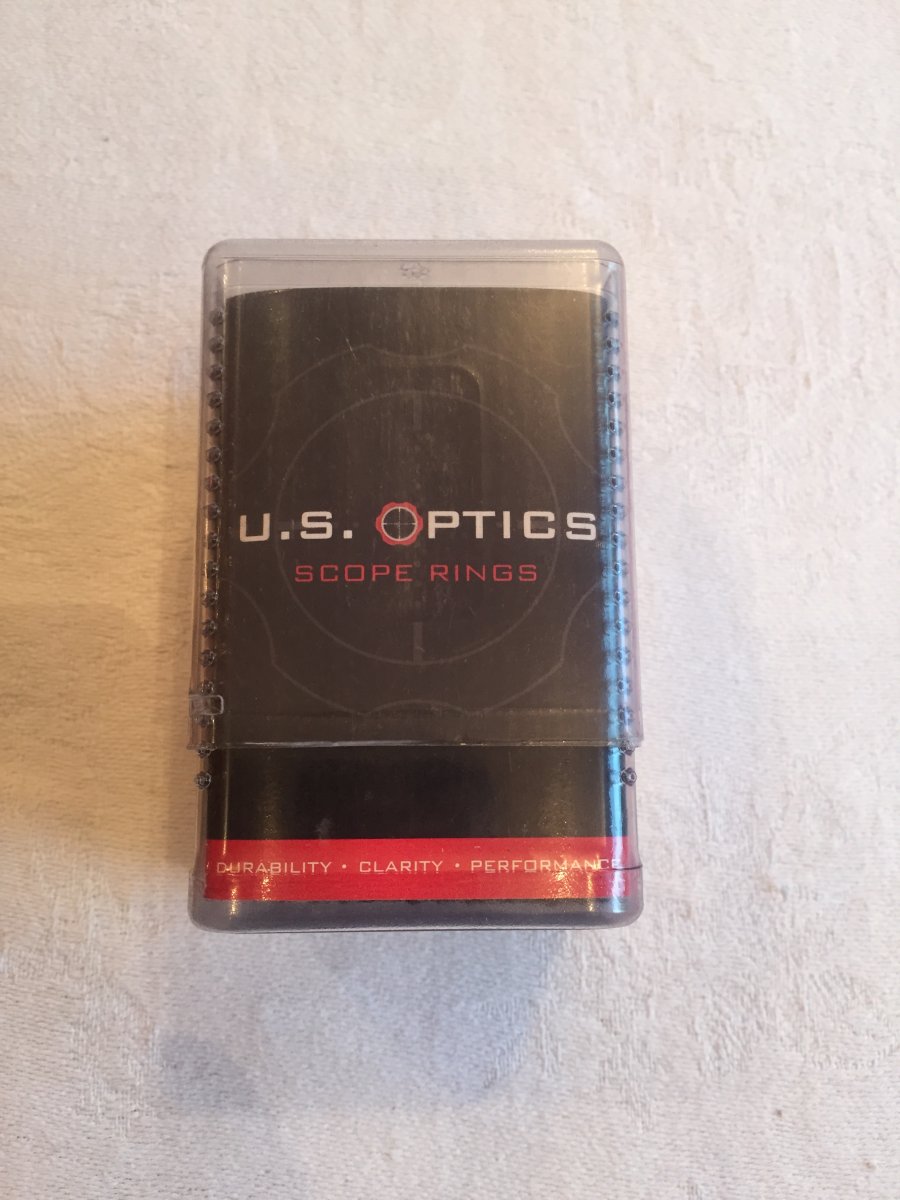 U.S. OPTICS
SCOPE RINGS
DURABILITY • CLARITY • PERFORMANCE